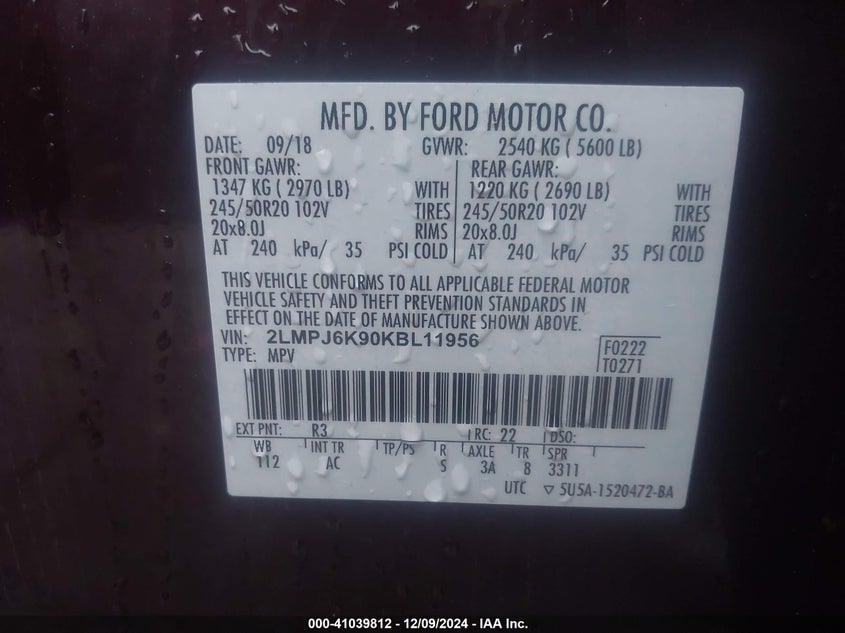 MFD. BY FORD MOTOR CO.
DATE: 09/18 GVWR: 2540 KG ( 5600 LB)
FRONT GAWR: REAR GAWR:
1347 KG ( 2970 LB) WITH 1220 KG ( 2690 LB) WITH
245/50R20 102V TIRES 245/50R20 102V TIRES
20x8.0J RIMS 20x8.0J RIMS
AT 240 kPa/ 35 PSI COLD AT 240 kPa/ 35 PSI COLD
THIS VEHICLE CONFORMS TO ALL APPLICABLE FEDERAL MOTOR
VEHICLE SAFETY AND THEFT PREVENTION STANDARDS IN
EFFECT ON THE DATE OF MANUFACTURE SHOWN ABOVE.
VIN: 2LMPJ6K90KBL11956
TYPE: MPV
F0222
T0271
EXT PNT: R3 RC: 22 DSO:
WB INT TR TP/PS R AXLE TR SPR
112 AC S 3A 8 3311
UTC ▽ 5U5A-1520472-BA
000-41039812 - 12/09/2024 - IAA Inc.